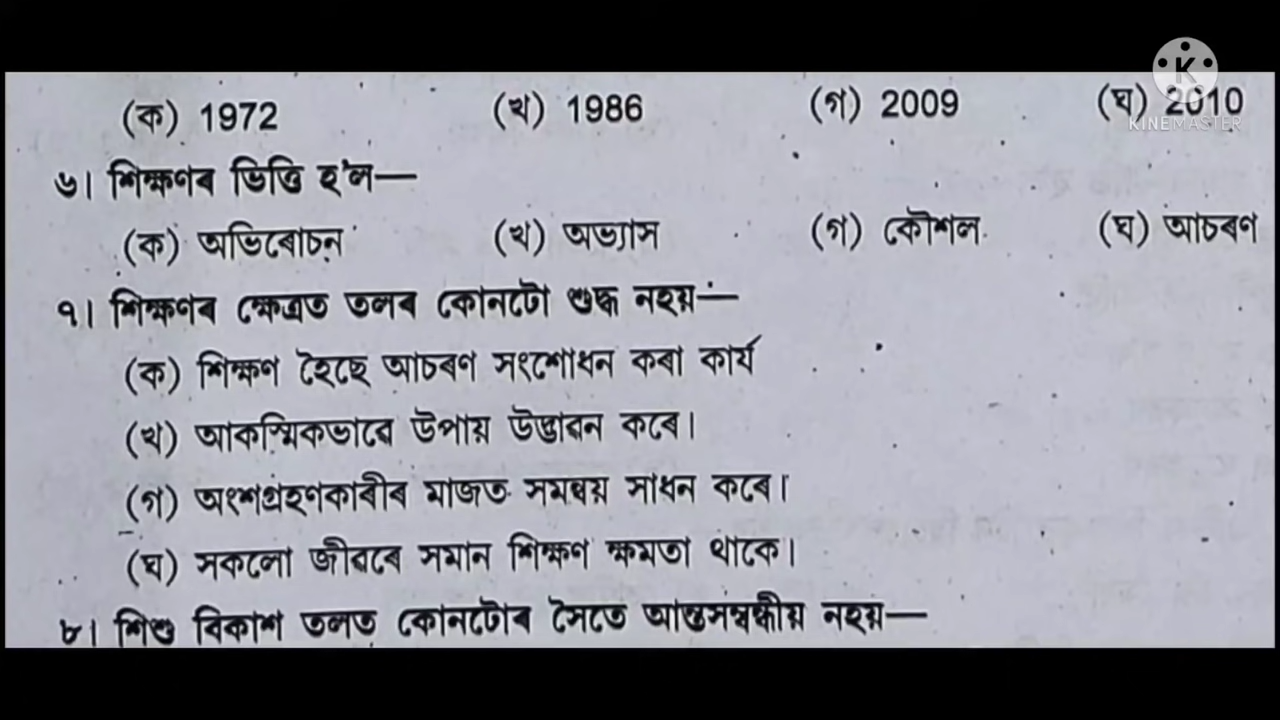 (ক) 1972 (খ) 1986 (গ) 2009 (ঘ) 2010
KINEMASTER
৬। শিক্ষণৰ ভিত্তি হ'ল—
(ক) অভিৰোচন (খ) অভ্যাস (গ) কৌশল (ঘ) আচৰণ
৭। শিক্ষণৰ ক্ষেত্ৰত তলৰ কোনটো শুদ্ধ নহয়—
(ক) শিক্ষণ হৈছে আচৰণ সংশোধন কৰা কাৰ্য
(খ) আকস্মিকভাৱে উপায় উদ্ভাৱন কৰে।
(গ) অংশগ্ৰহণকাৰীৰ মাজত সমন্বয় সাধন কৰে।
(ঘ) সকলো জীৱৰে সমান শিক্ষণ ক্ষমতা থাকে।
৮। শিশু বিকাশ তলত কোনটোৰ সৈতে আন্তসম্বন্ধীয় নহয়—